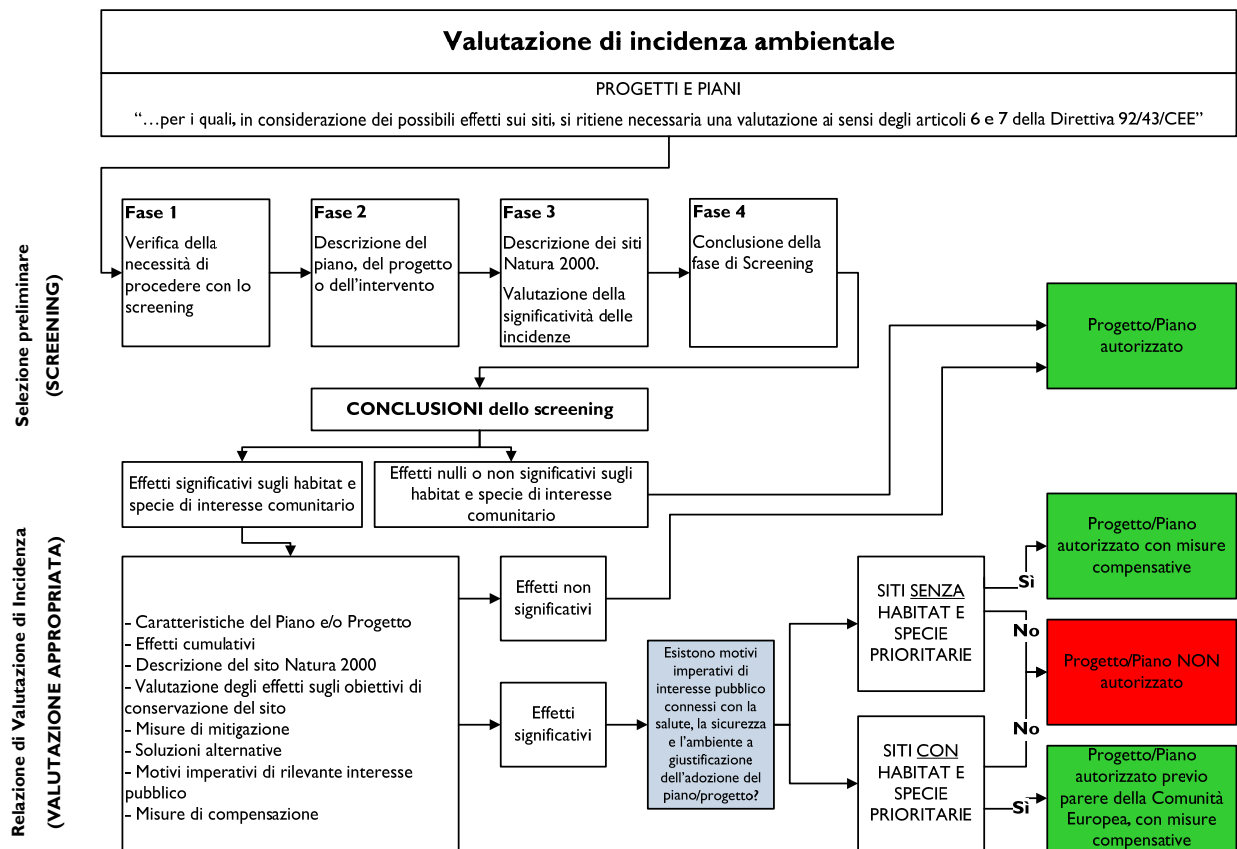 Valutazione di incidenza ambientale
PROGETTI E PIANI
“…per i quali, in considerazione dei possibili effetti sui siti, si ritiene necessaria una valutazione ai sensi degli articoli 6 e 7 della Direttiva 92/43/CEE”
Selezione preliminare
(SCREENING)
Fase 1
Verifica della
necessità di
procedere con lo
screening
Fase 2
Descrizione del
piano, del progetto
o dell’intervento
Fase 3
Descrizione dei siti
Natura 2000.
Valutazione della
significatività delle
incidenze
Fase 4
Conclusione della
fase di Screening
Progetto/Piano
autorizzato
CONCLUSIONI dello screening
Effetti significativi sugli habitat e
specie di interesse comunitario
Effetti nulli o non significativi sugli
habitat e specie di interesse
comunitario
Relazione di Valutazione di Incidenza
(VALUTAZIONE APPROPRIATA)
- Caratteristiche del Piano e/o Progetto
- Effetti cumulativi
- Descrizione del sito Natura 2000
- Valutazione degli effetti sugli obiettivi di
conservazione del sito
- Misure di mitigazione
- Soluzioni alternative
- Motivi imperativi di rilevante interesse
pubblico
- Misure di compensazione
Effetti non
significativi
Effetti
significativi
Esistono motivi
imperativi di
interesse pubblico
connessi con la
salute, la sicurezza
e l’ambiente a
giustificazione
dell’adozione del
piano/progetto?
SITI SENZA
HABITAT E
SPECIE
PRIORITARIE
SITI CON
HABITAT E
SPECIE
PRIORITARIE
Sì
No
No
Sì
Progetto/Piano
autorizzato con misure
compensative
Progetto/Piano NON
autorizzato
Progetto/Piano
autorizzato previo
parere della Comunità
Europea, con misure
compensative